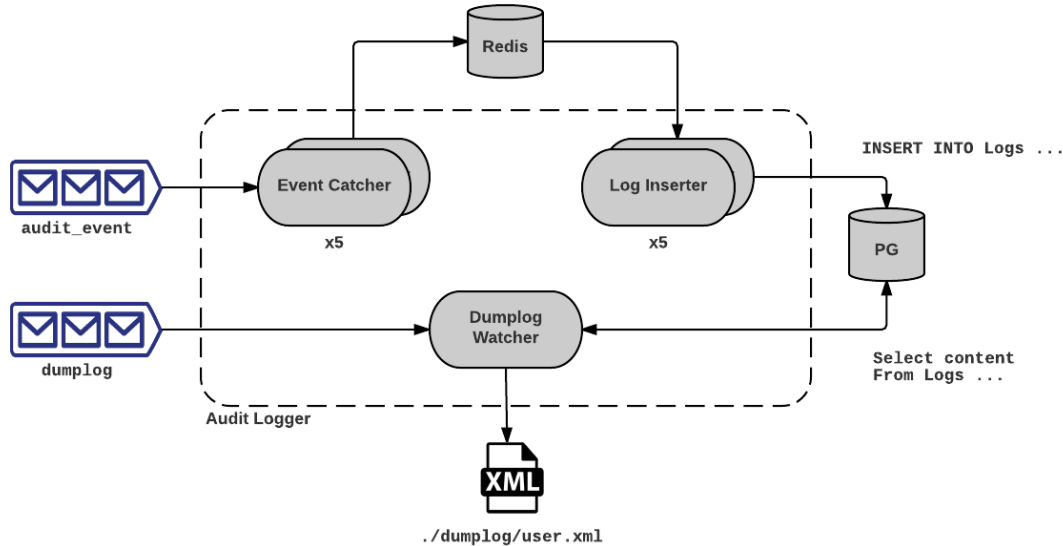 Redis
INSERT INTO Logs ...
Event Catcher
Log Inserter
audit_event
x5
x5
PG
Dumplog
Watcher
dumplog
Select content
From Logs ...
Audit Logger
XML
./dumplog/user.xml